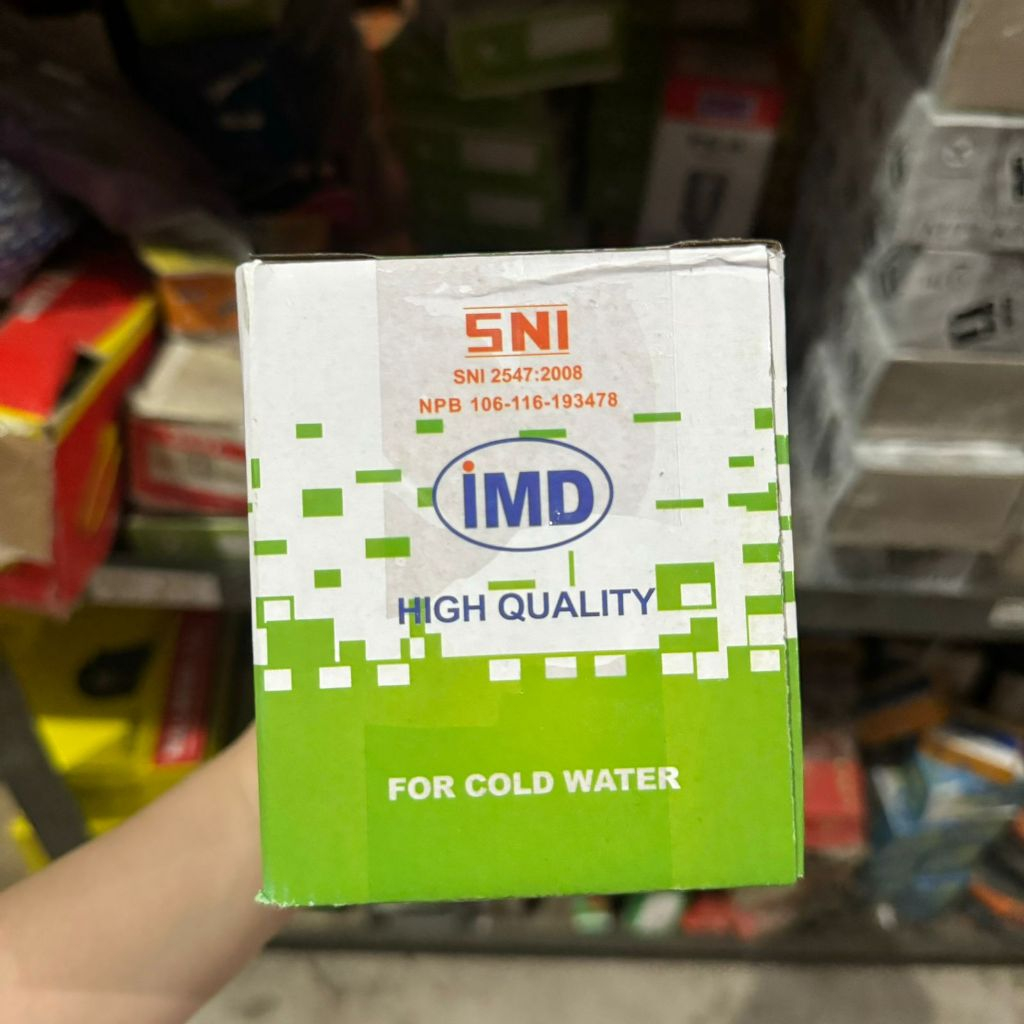 SNI
SNI 2547:2008
NPB 106-116-193478
iMD
HIGH QUALITY
FOR COLD WATER